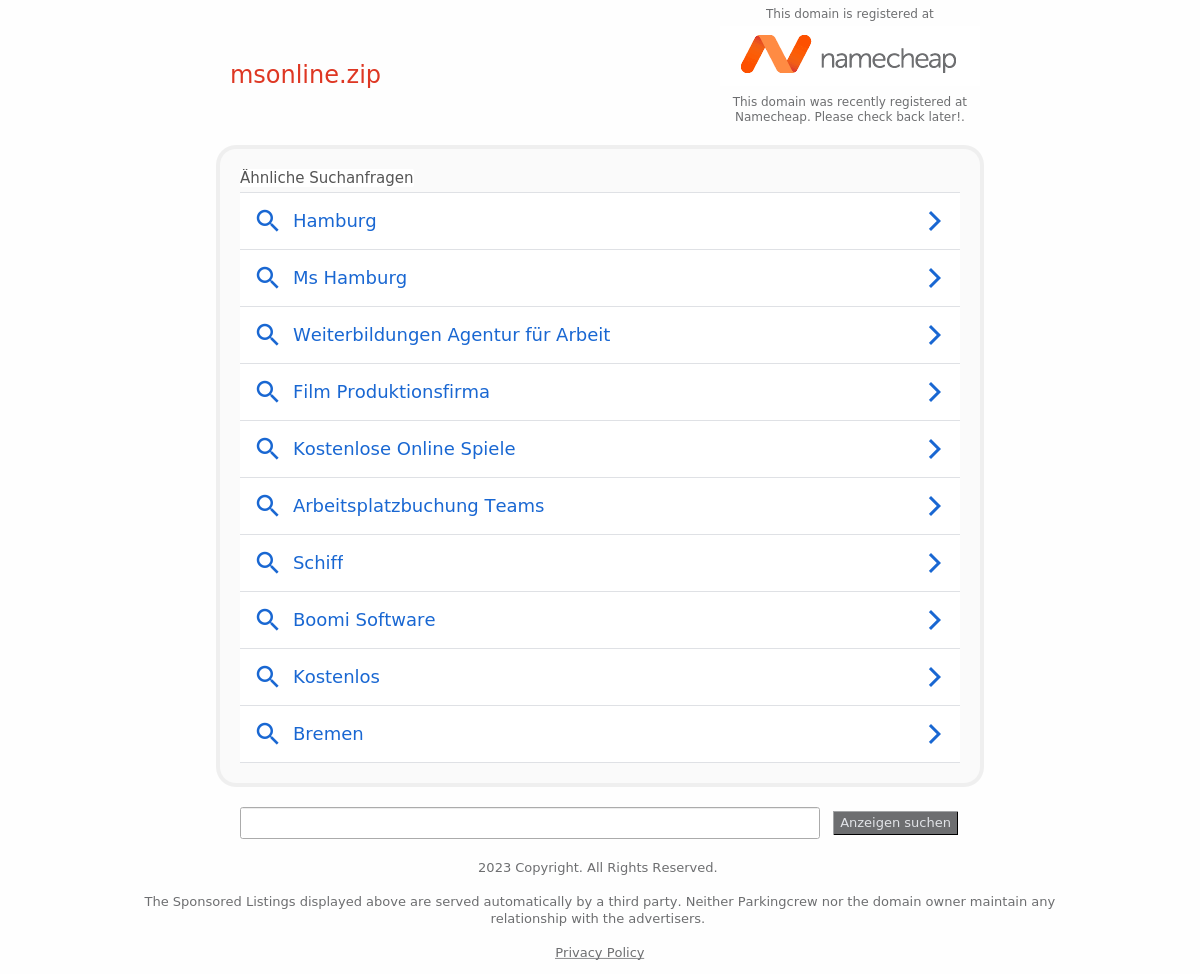 This domain is registered at
namecheap
msonline.zip
This domain was recently registered at
Namecheap. Please check back later!.
Ähnliche Suchanfragen
Hamburg
Ms Hamburg
Weiterbildungen Agentur für Arbeit
Film Produktionsfirma
Kostenlose Online Spiele
Arbeitsplatzbuchung Teams
Schiff
Boomi Software
Kostenlos
Bremen
Anzeigen suchen
2023 Copyright. All Rights Reserved.
The Sponsored Listings displayed above are served automatically by a third party. Neither Parkingcrew nor the domain owner maintain any
relationship with the advertisers.
Privacy Policy